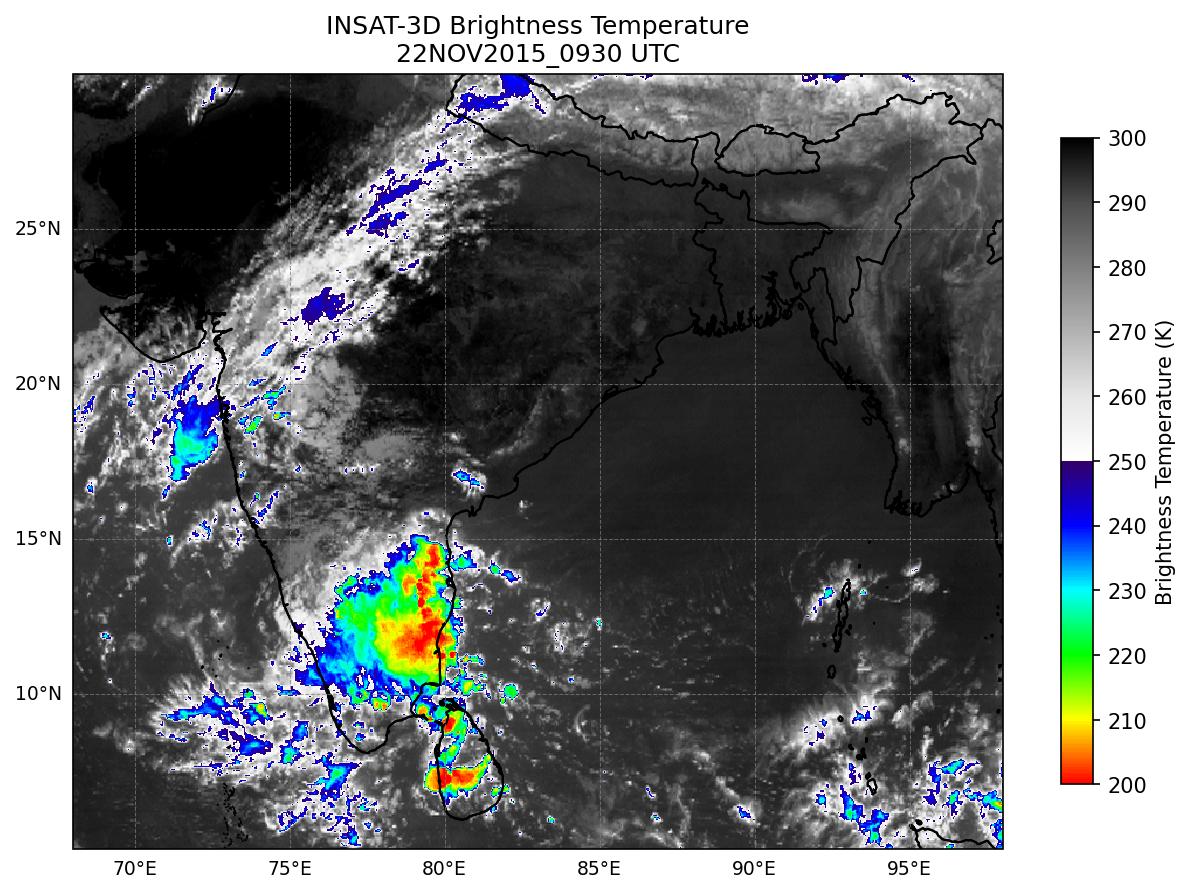 INSAT-3D Brightness Temperature
22NOV2015_0930 UTC
25°N
20°N
15°N
10°N
70°E
75°E
80°E
85°E
90°E
95°E
300
290
280
270
260
250
240
230
220
210
200
Brightness Temperature (K)